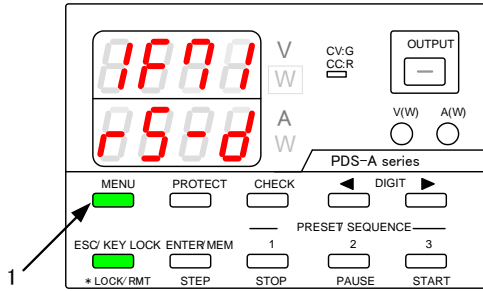 1F71
V
W
CV:G
CC:R
OUTPUT
r5-d
A
W
V(W) A(W)
PDS-A series
MENU PROTECT CHECK ◀ DIGIT ▶
PRESET/ SEQUENCE
ESC/ KEY LOCK ENTER/MEM 1 2 3
1
* LOCK/ RMT STEP STOP PAUSE START